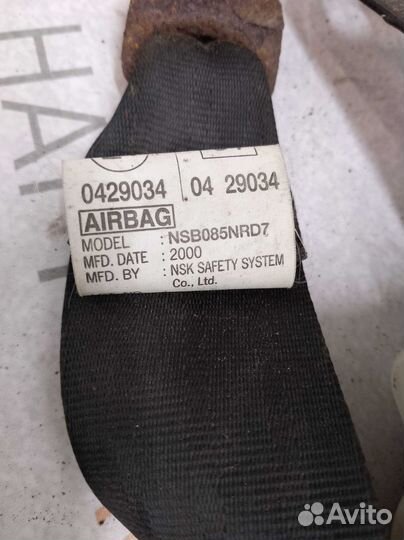 0429034 .04 29034
AIRBAG
MODEL : NSB085NRD7
MFD. DATE : 2000
MFD. BY : NSK SAFETY SYSTEM
Co., Ltd.
Avito